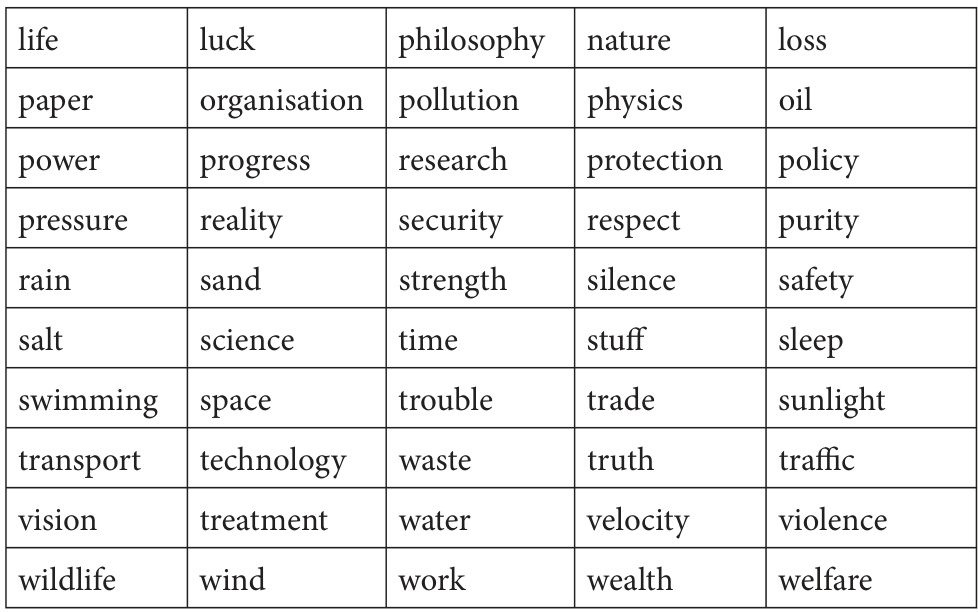 life luck philosophy nature loss
paper organisation pollution physics oil
power progress research protection policy
pressure reality security respect purity
rain sand strength silence safety
salt science time stuff sleep
swimming space trouble trade sunlight
transport technology waste truth traffic
vision treatment water velocity violence
wildlife wind work wealth welfare